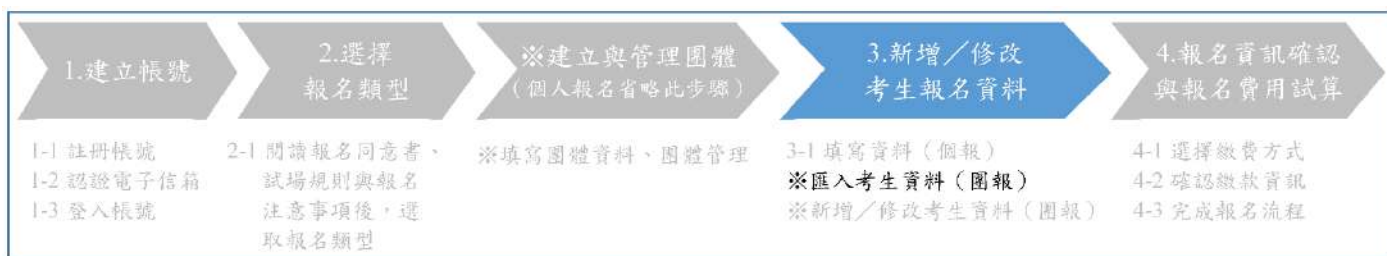 1.建立帳號
2.選擇
報名類型
※建立與管理團體
(個人報名省略此步驟)
3.新增／修改
考生報名資料
4.報名資訊確認
與報名費用試算
1-1 註冊帳號
1-2 認證電子信箱
1-3 登入帳號
2-1 閱讀報名同意書、
試場規則與報名
注意事項後，選
取報名類型
※填寫團體資料、團體管理
3-1 填寫資料（個報）
※匯入考生資料（團報）
※新增／修改考生資料（團報）
4-1 選擇繳費方式
4-2 確認繳款資訊
4-3 完成報名流程